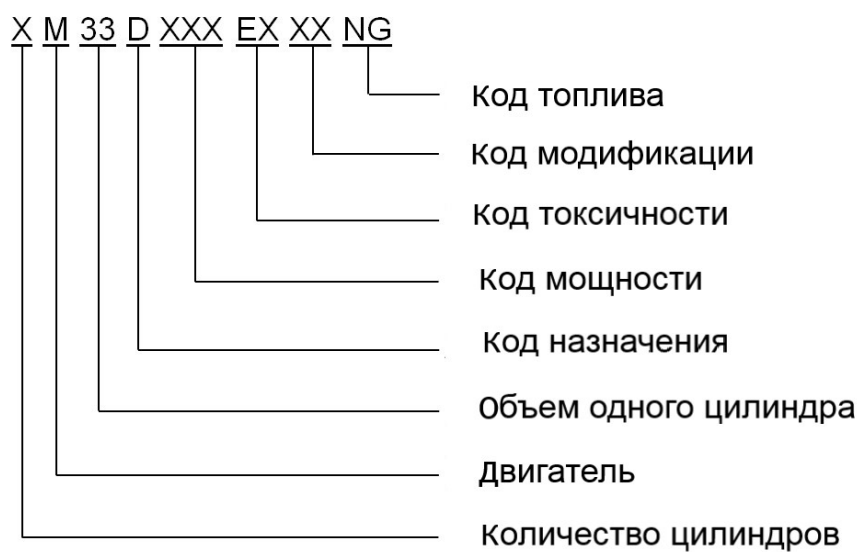 X M 33 D XXX EX XX NG
Код топлива
Код модификации
Код токсичности
Код мощности
Код назначения
Объем одного цилиндра
Двигатель
Количество цилиндров